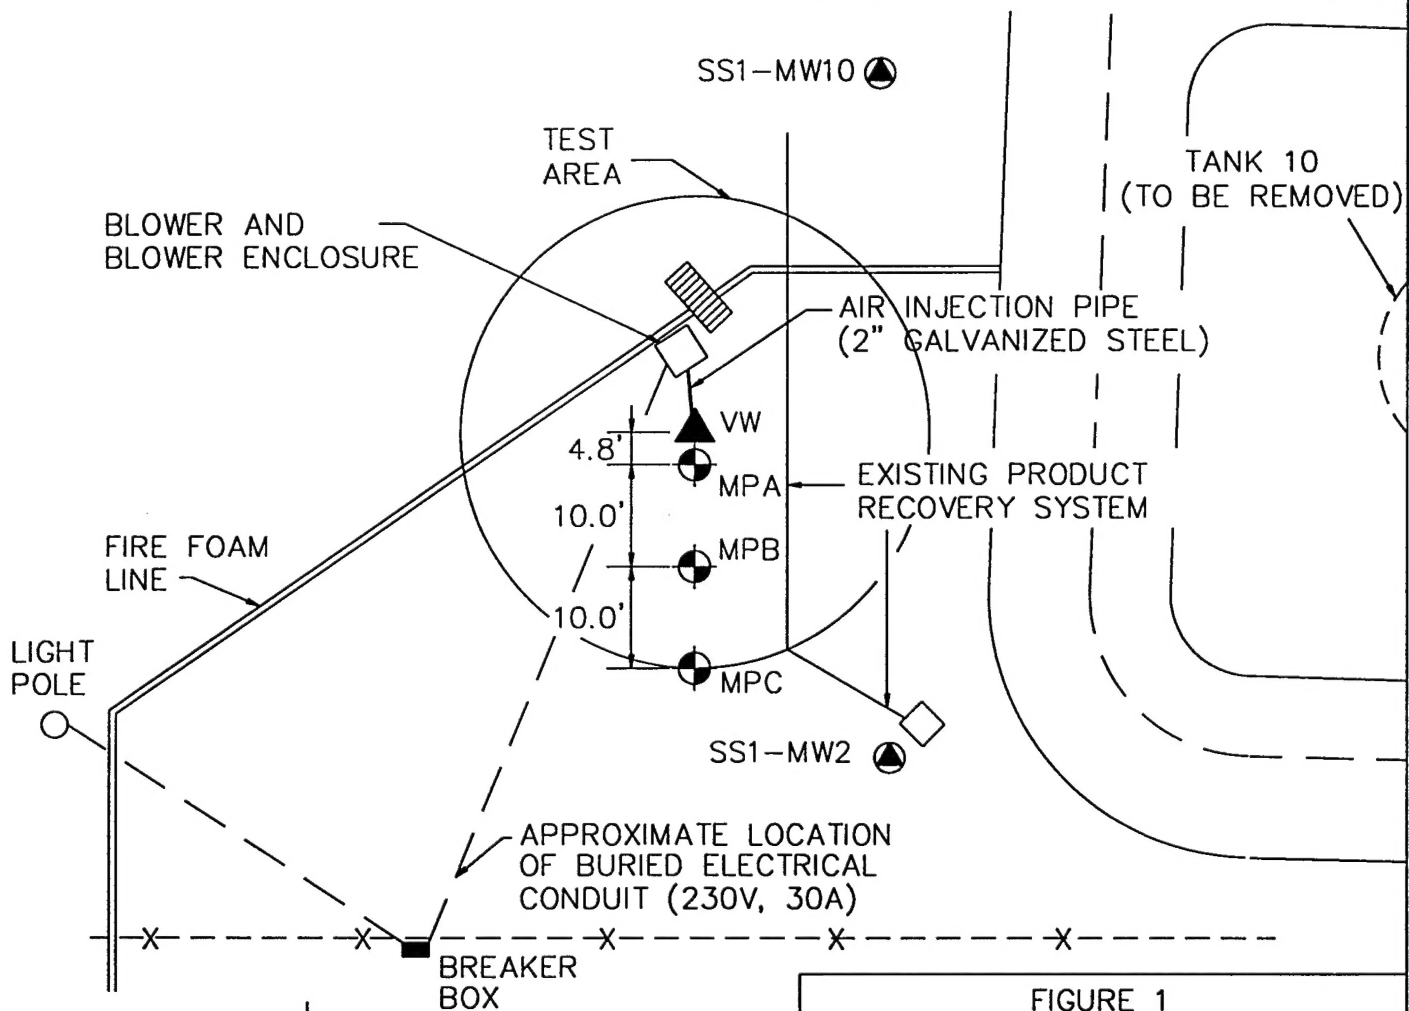 SS1-MW10
TEST
AREA
TANK 10
(TO BE REMOVED)
BLOWER AND
BLOWER ENCLOSURE
AIR INJECTION PIPE
(2" GALVANIZED STEEL)
VW
4.8'
MPA
EXISTING PRODUCT
RECOVERY SYSTEM
10.0'
MPB
FIRE FOAM
LINE
10.0'
LIGHT
POLE
MPC
SS1-MW2
APPROXIMATE LOCATION
OF BURIED ELECTRICAL
CONDUIT (230V, 30A)
X X X X X
BREAKER
BOX
FIGURE 1